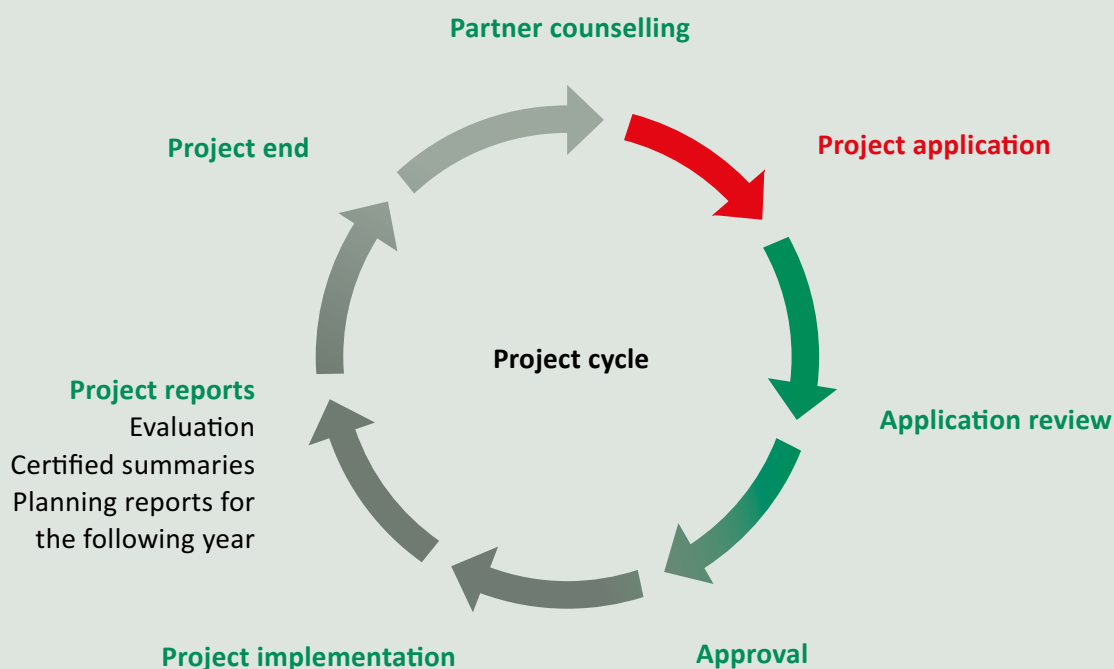 Partner counselling
Project application
Project end
Project cycle
Application review
Project reports
Evaluation
Certified summaries
Planning reports for
the following year
Project implementation
Approval